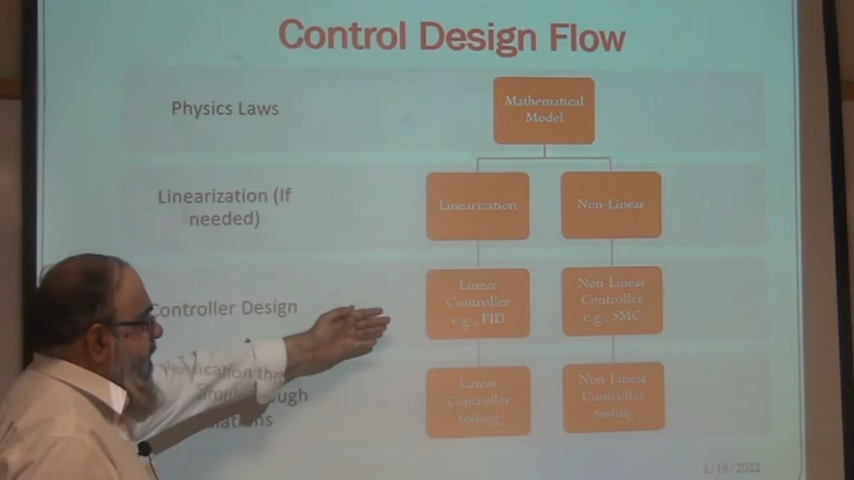 Control Design Flow
Physics Laws
Mathematical
Model
Linearization (If
needed)
Linearization
Non-Linear
Controller Design
Linear
Controller
e.g., PID
Non Linear
Controller
e.g., SMC
Verification
Linear
Controller
testing
Non Linear
Controller
testing